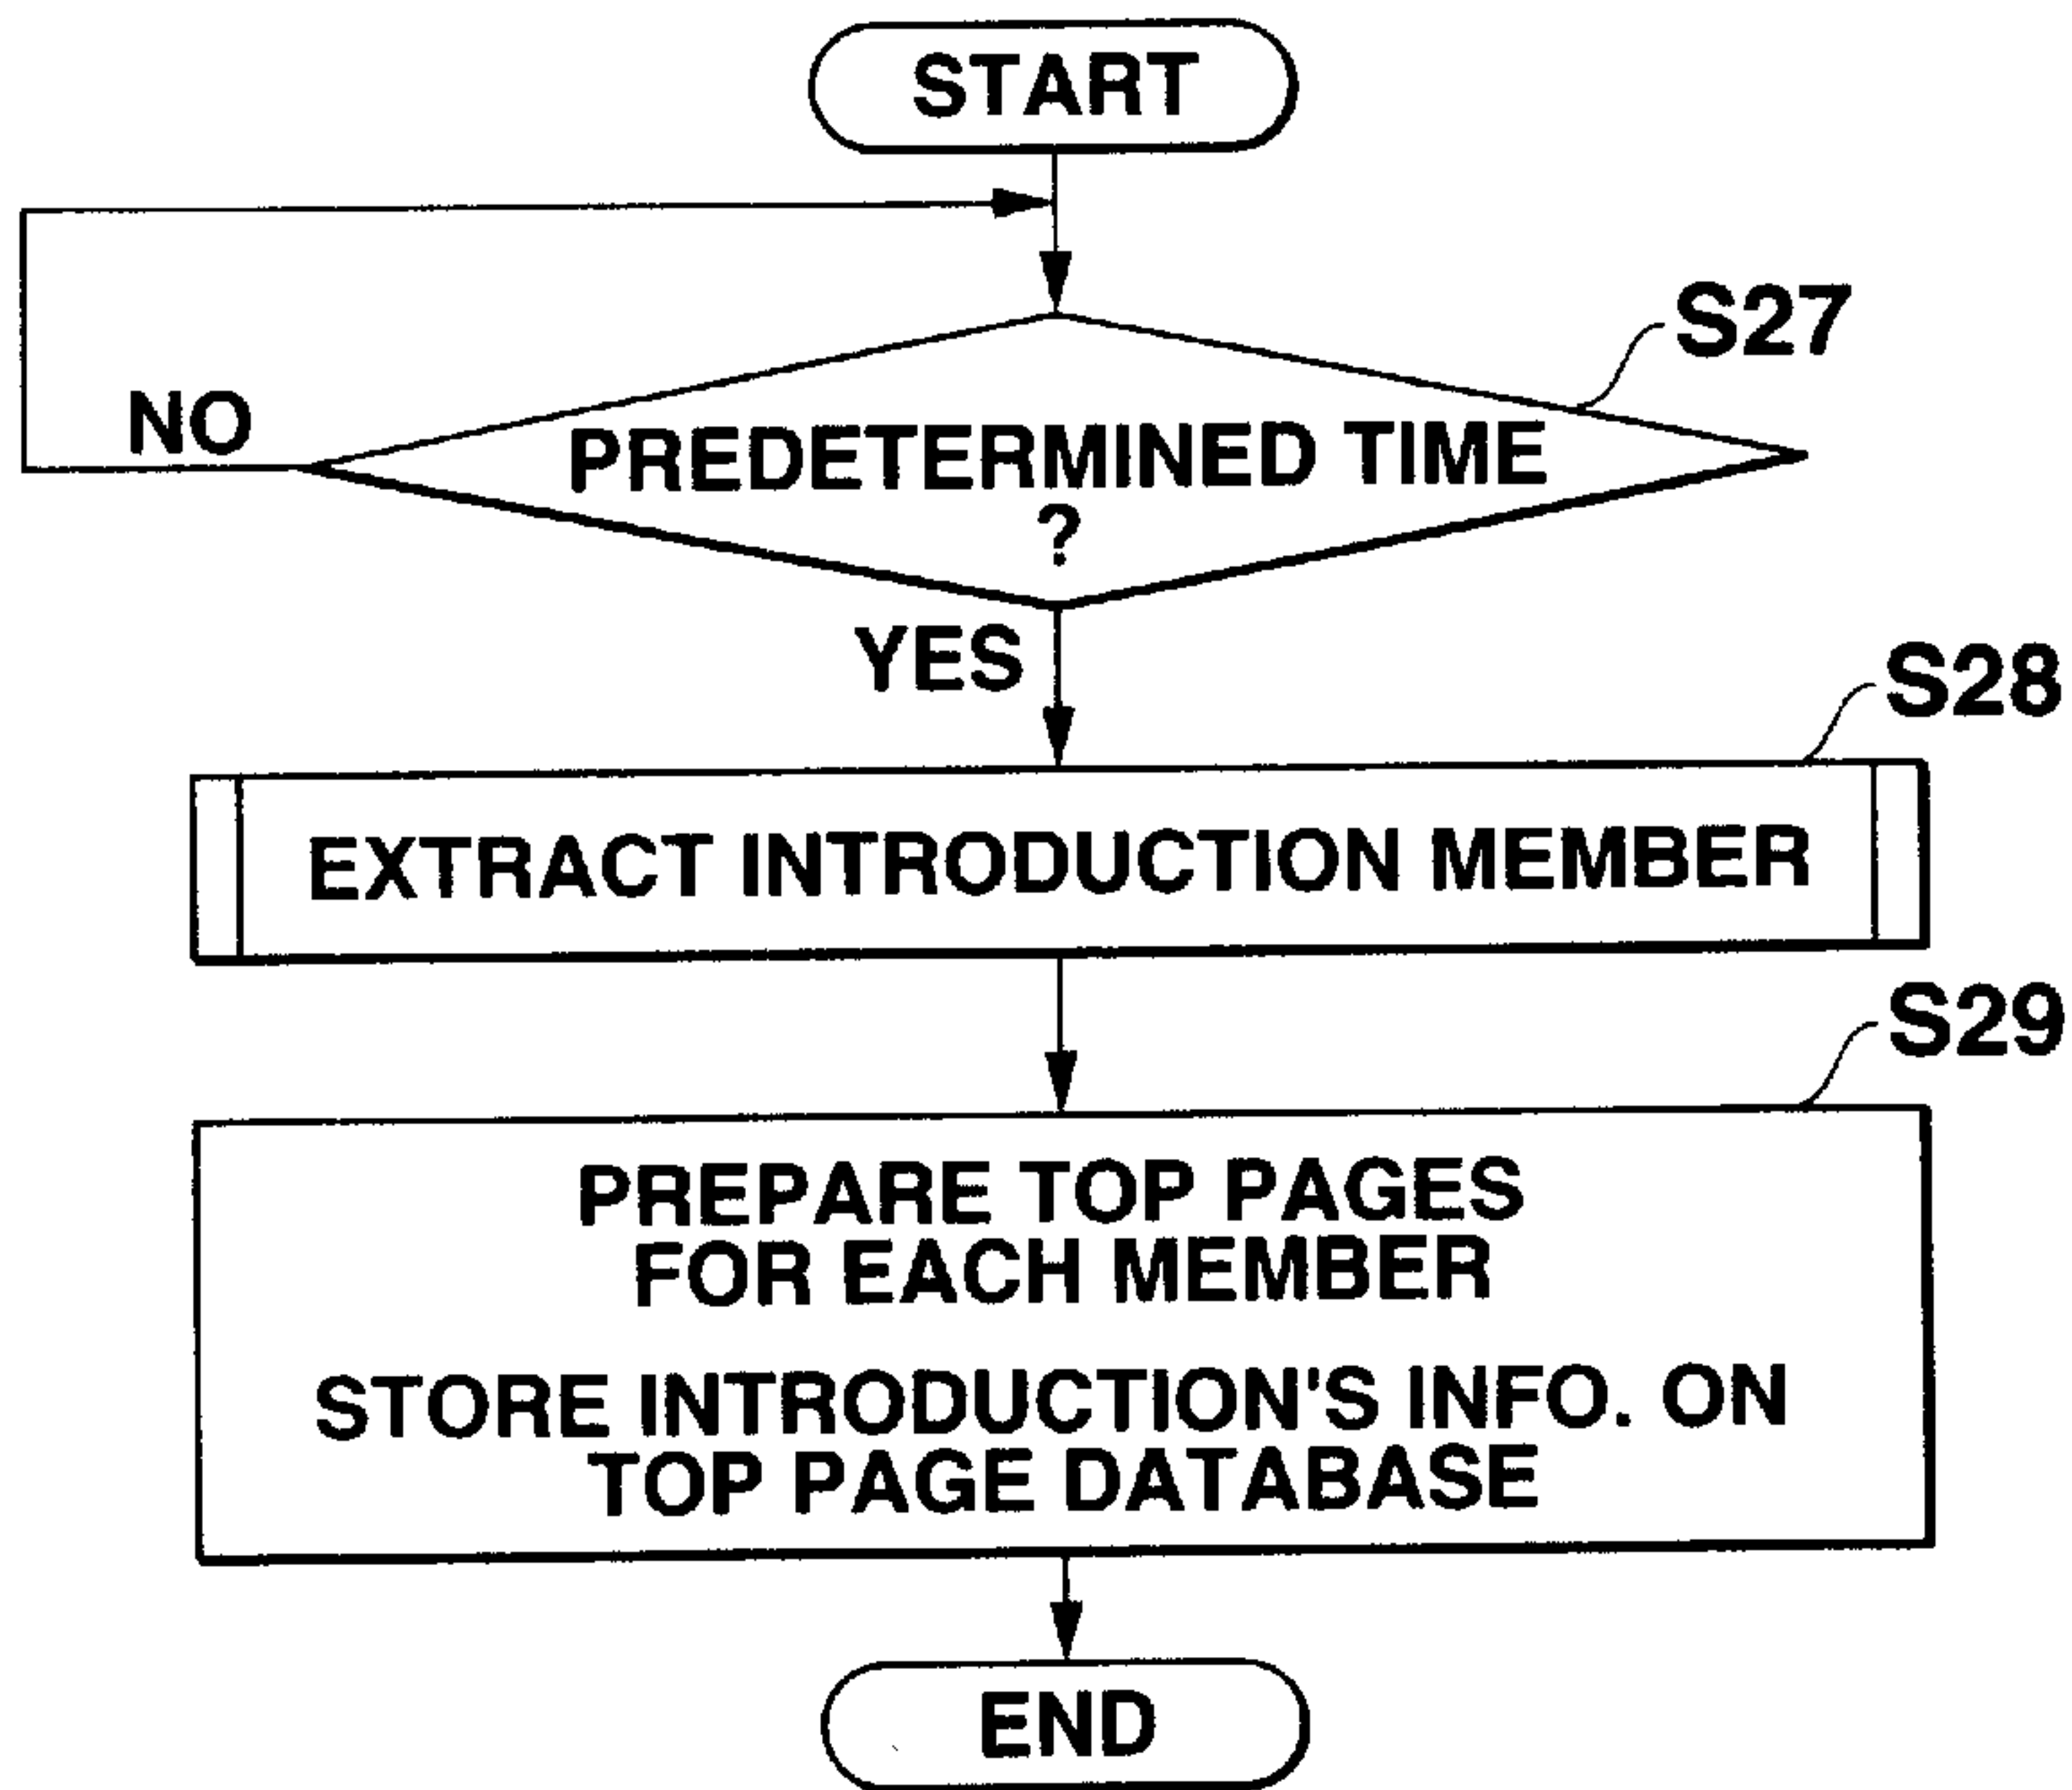 START
S27
NO
PREDETERMINED TIME
?
YES
S28
EXTRACT INTRODUCTION MEMBER
S29
PREPARE TOP PAGES
FOR EACH MEMBER
STORE INTRODUCTION'S INFO. ON
TOP PAGE DATABASE
END